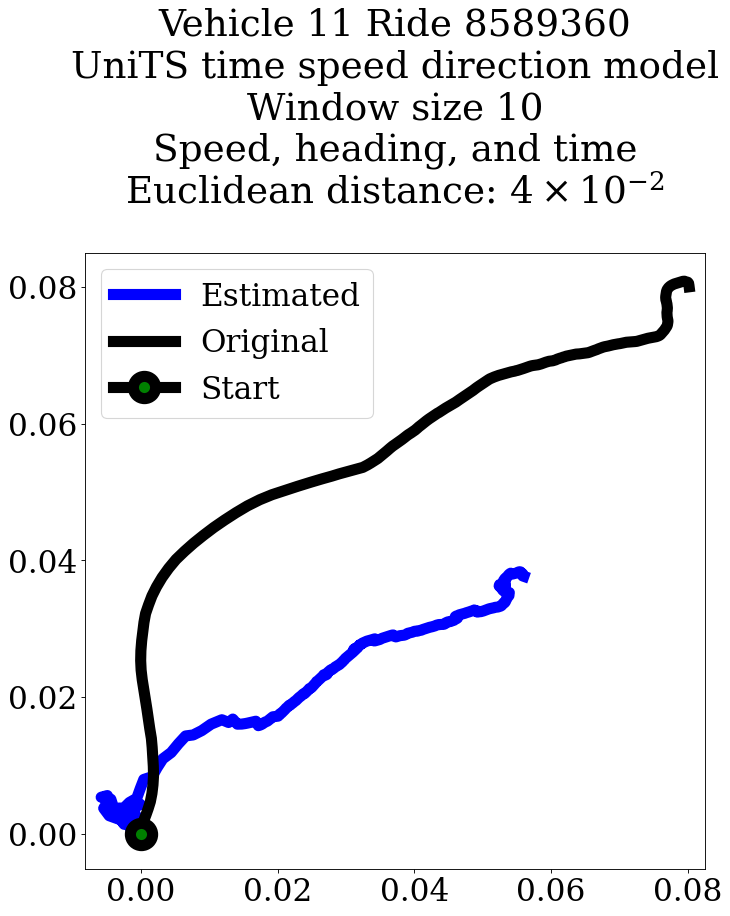 Vehicle 11 Ride 8589360
UniTS time speed direction model
Window size 10
Speed, heading, and time
Euclidean distance: $4 \times 10^{-2}$
Estimated
Original
Start
0.08
0.06
0.04
0.02
0.00
0.00 0.02 0.04 0.06 0.08